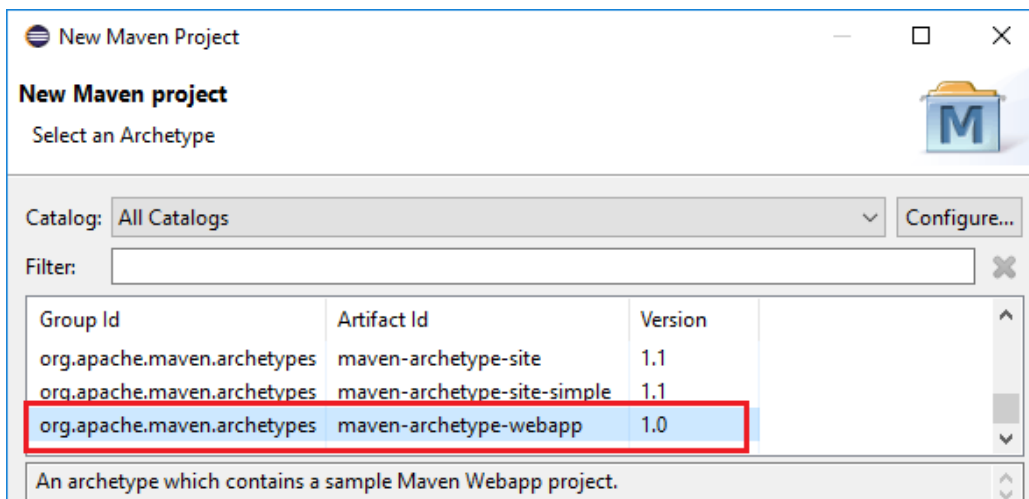 New Maven Project
New Maven project
Select an Archetype
M
Catalog: All Catalogs Configure...
Filter:
Group Id Artifact Id Version
org.apache.maven.archetypes maven-archetype-site 1.1
org.apache.maven.archetypes maven-archetype-site-simple 1.1
org.apache.maven.archetypes maven-archetype-webapp 1.0
An archetype which contains a sample Maven Webapp project.